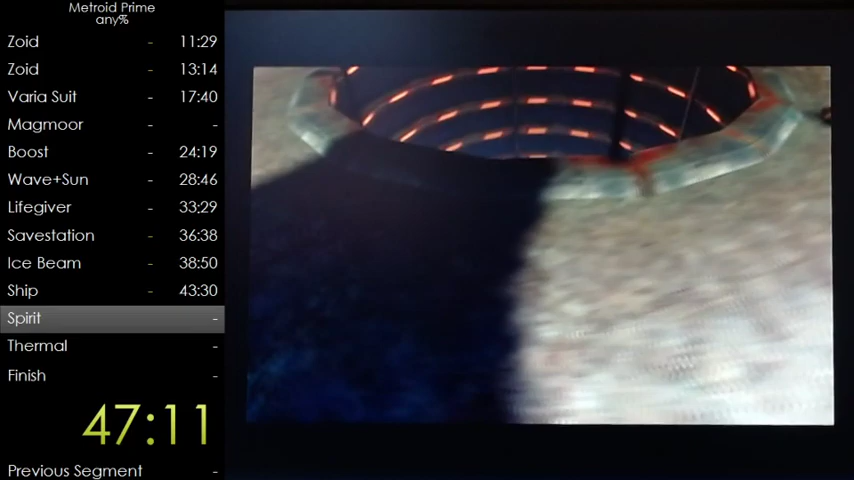 Metroid Prime
any%
Zoid - 11:29
Zoid - 13:14
Varia Suit - 17:40
Magmoor - -
Boost - 24:19
Wave+Sun - 28:46
Lifegiver - 33:29
Savestation - 36:38
Ice Beam - 38:50
Ship - 43:30
Spirit -
Thermal -
Finish -
47:11
Previous Segment -